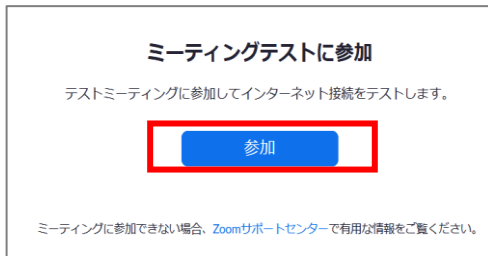 ミーティングテストに参加
テストミーティングに参加してインターネット接続をテストします。
参加
ミーティングに参加できない場合、Zoomサポートセンターで有用な情報をご覧ください。